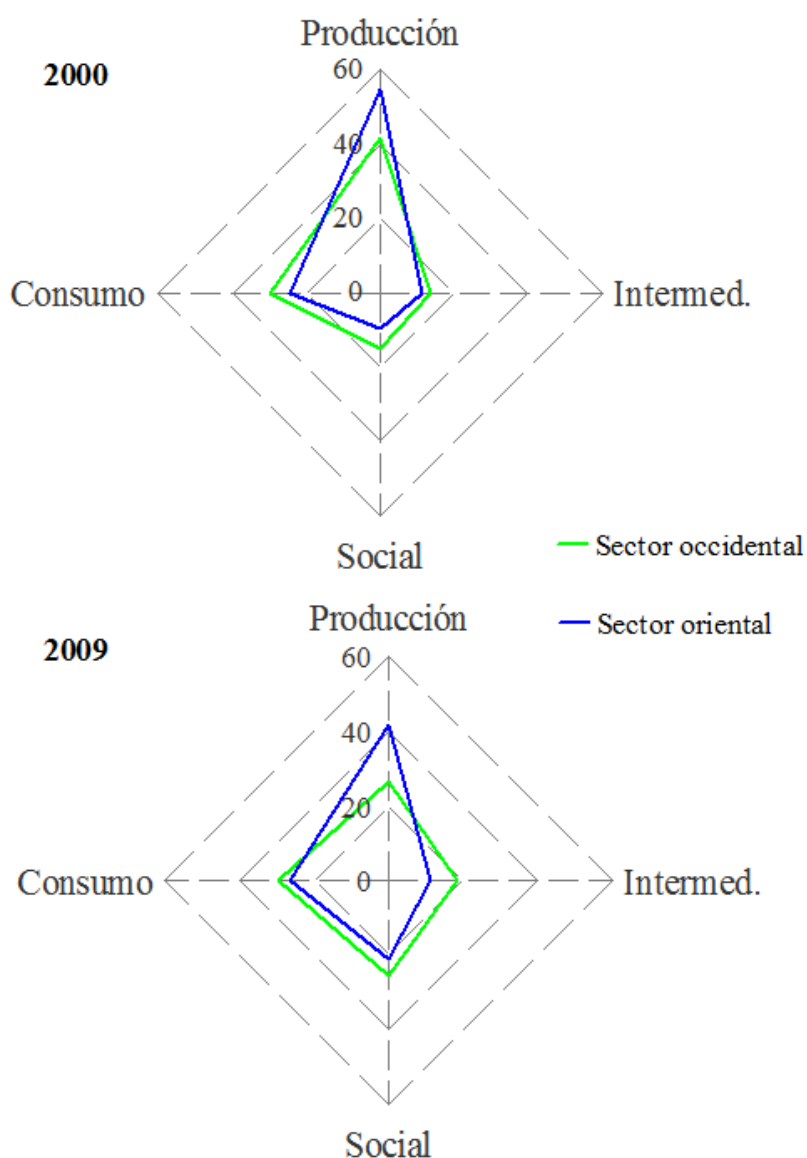 Producción
2000
60
40
20
Consumo
0
Intermed.
Social
Sector occidental
Sector oriental
Producción
2009
60
40
20
Consumo
0
Intermed.
Social